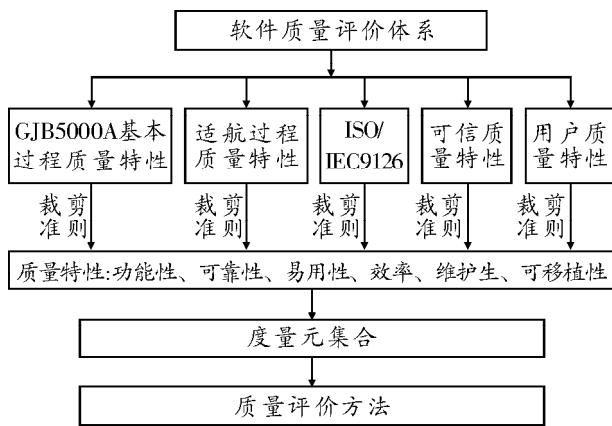 软件质量评价体系
GJB5000A基本
过程质量特性
适航过程
质量特性
ISO/
IEC9126
可信质
量特性
用户质
量特性
裁剪
准则
裁剪
准则
裁剪
准则
裁剪
准则
裁剪
准则
质量特性:功能性、可靠性、易用性、效率、维护生、可移植性
度量元集合
质量评价方法